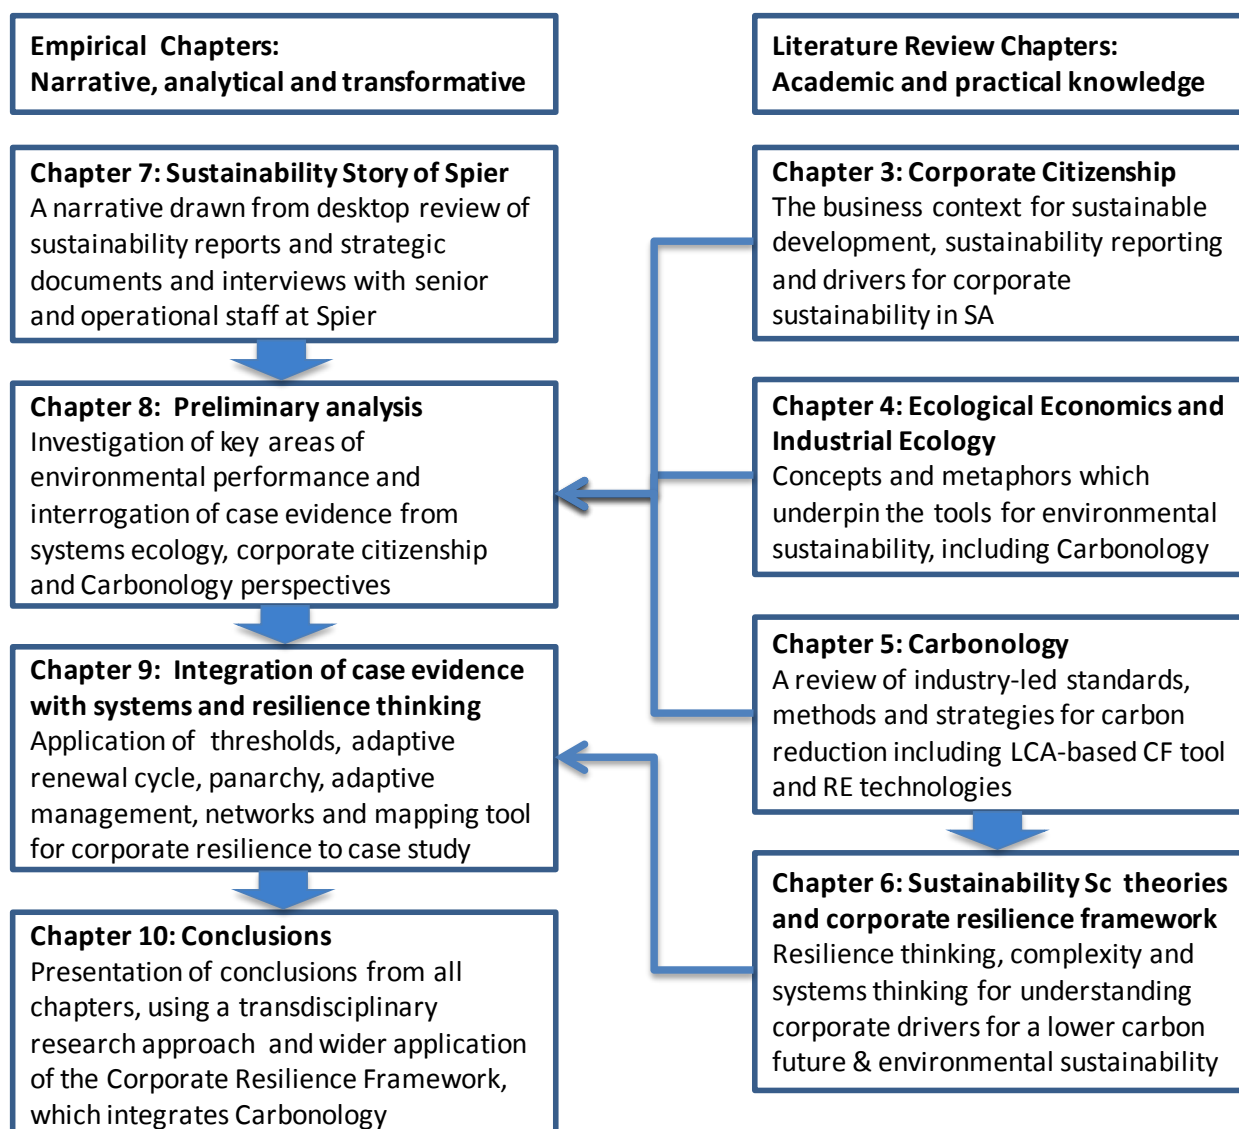 Empirical Chapters:
Narrative, analytical and transformative
Chapter 7: Sustainability Story of Spier
A narrative drawn from desktop review of
sustainability reports and strategic
documents and interviews with senior
and operational staff at Spier
Chapter 8: Preliminary analysis
Investigation of key areas of
environmental performance and
interrogation of case evidence from
systems ecology, corporate citizenship
and Carbonology perspectives
Chapter 9: Integration of case evidence
with systems and resilience thinking
Application of thresholds, adaptive
renewal cycle, panarchy, adaptive
management, networks and mapping tool
for corporate resilience to case study
Chapter 10: Conclusions
Presentation of conclusions from all
chapters, using a transdisciplinary
research approach and wider application
of the Corporate Resilience Framework,
which integrates Carbonology
Literature Review Chapters:
Academic and practical knowledge
Chapter 3: Corporate Citizenship
The business context for sustainable
development, sustainability reporting
and drivers for corporate
sustainability in SA
Chapter 4: Ecological Economics and
Industrial Ecology
Concepts and metaphors which
underpin the tools for environmental
sustainability, including Carbonology
Chapter 5: Carbonology
A review of industry-led standards,
methods and strategies for carbon
reduction including LCA-based CF tool
and RE technologies
Chapter 6: Sustainability Sc theories
and corporate resilience framework
Resilience thinking, complexity and
systems thinking for understanding
corporate drivers for a lower carbon
future & environmental sustainability